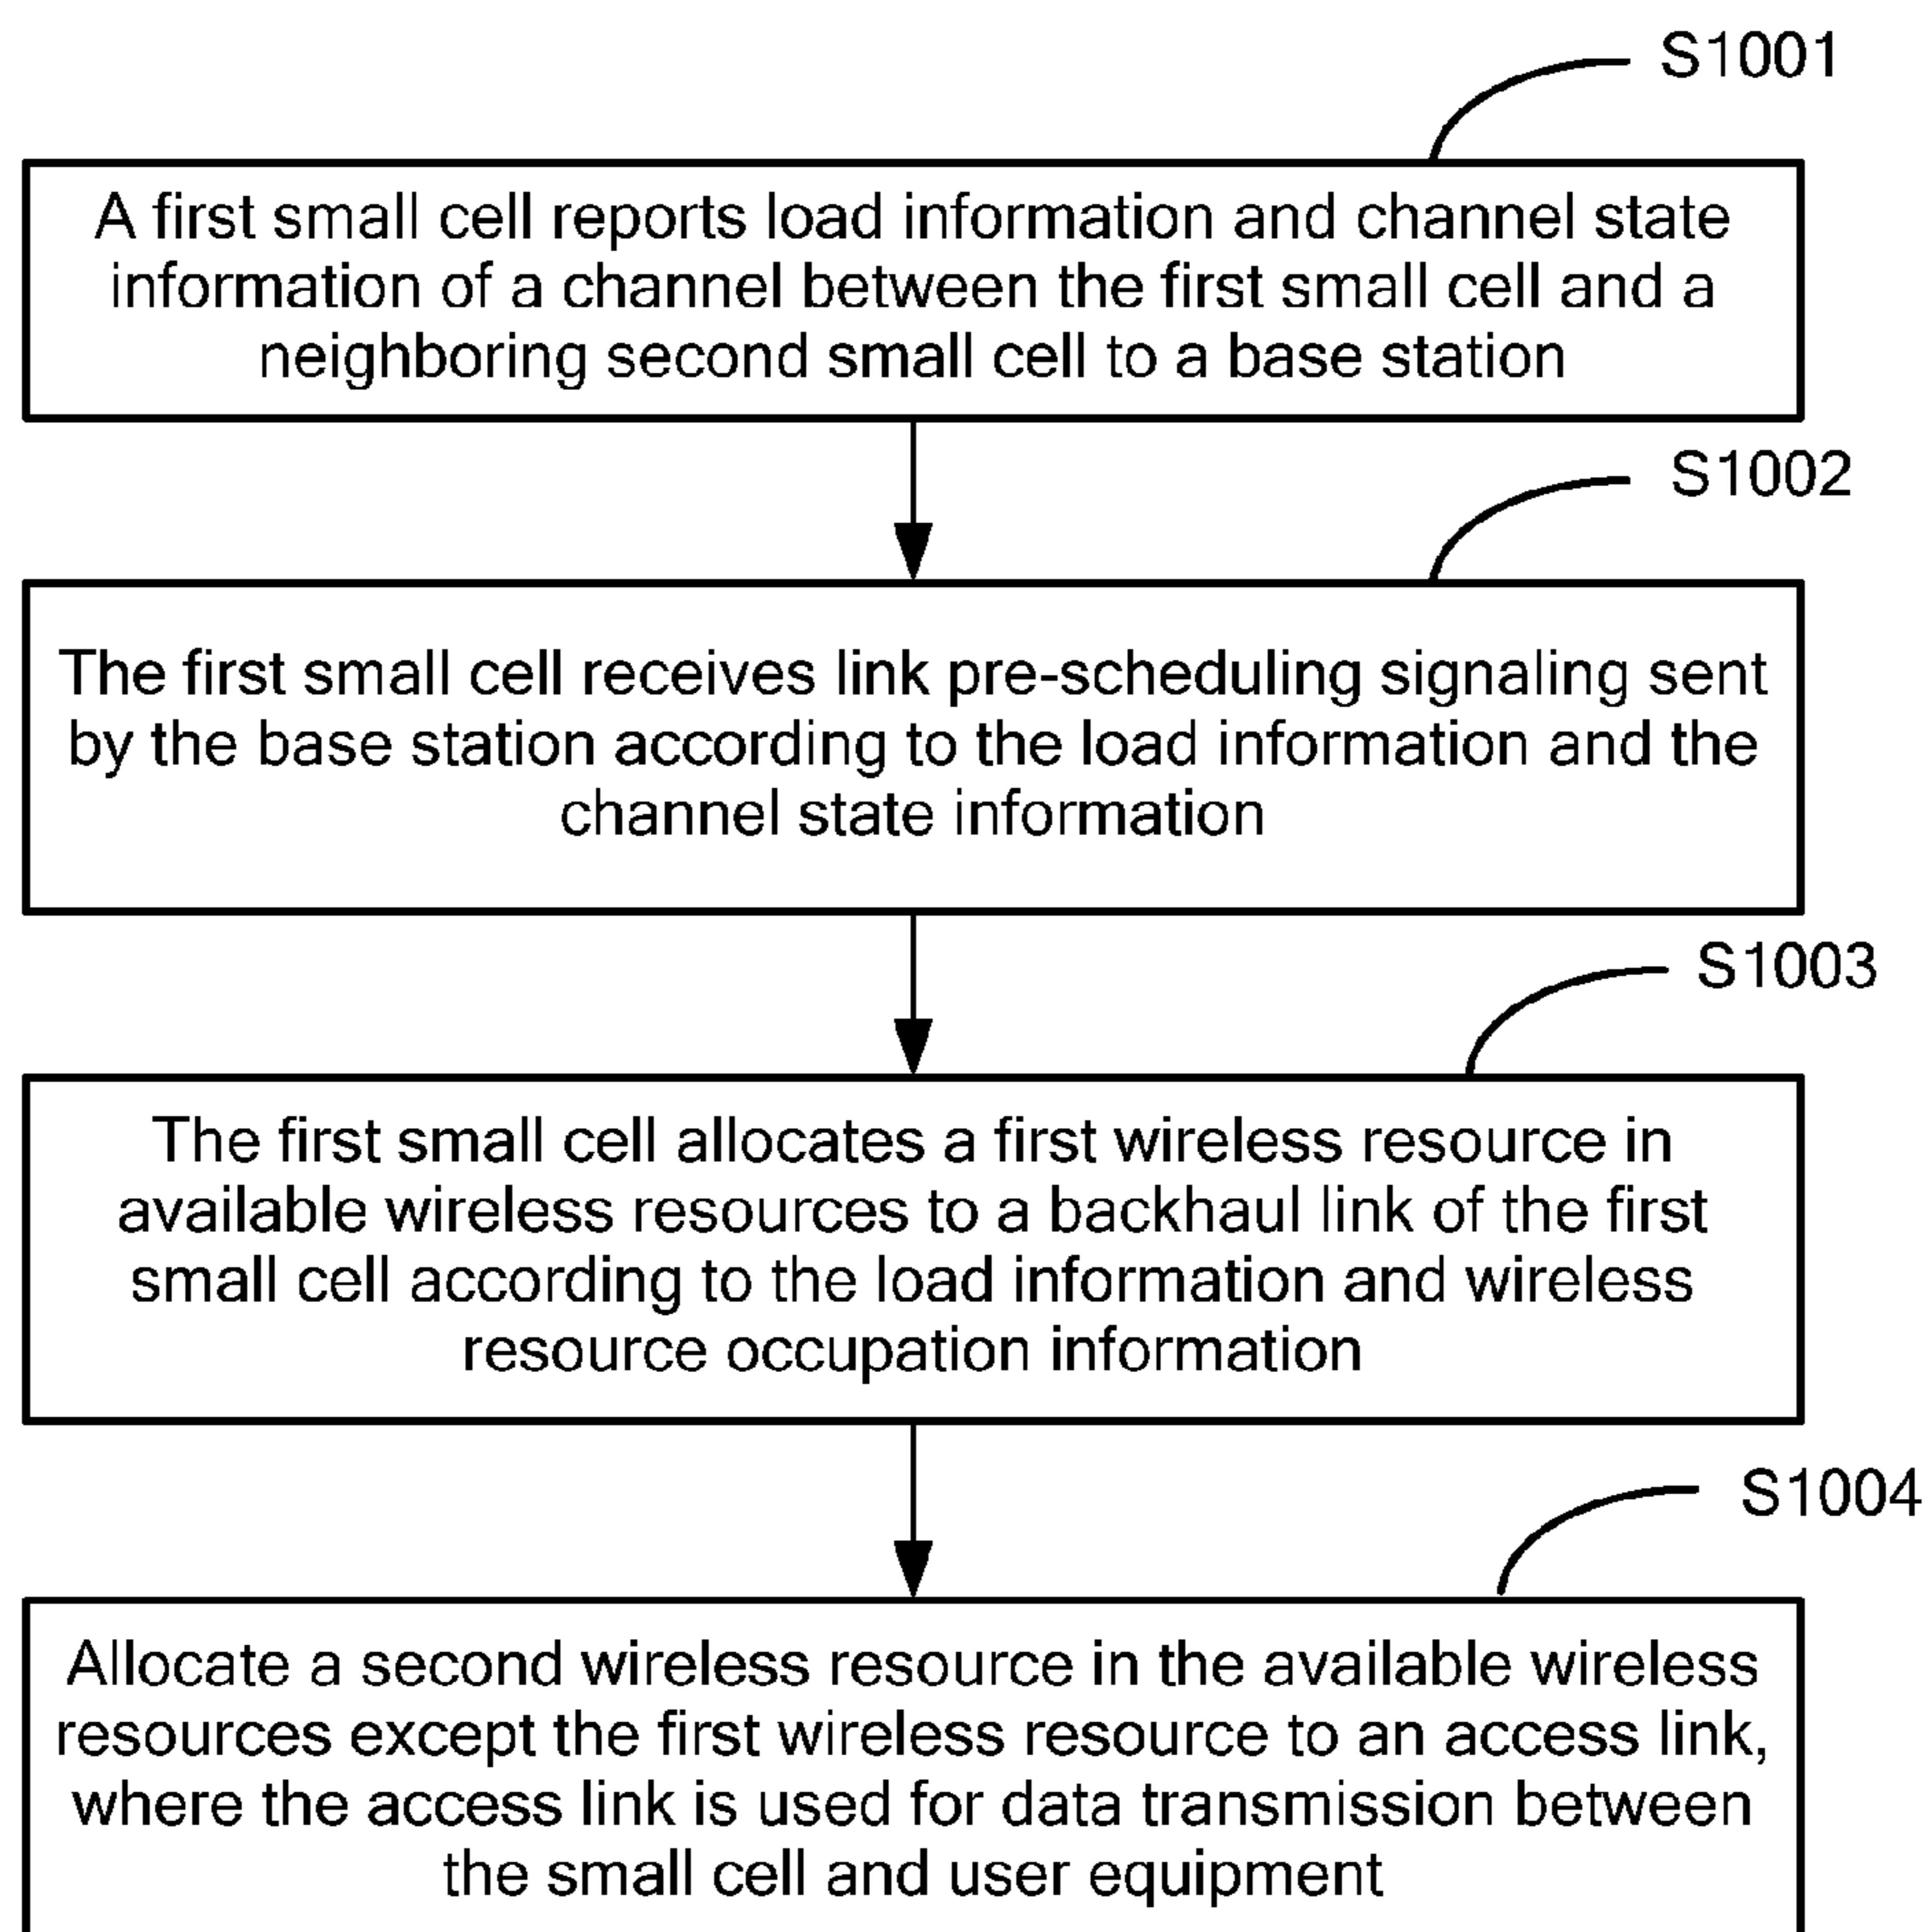 S1001
A first small cell reports load information and channel state
information of a channel between the first small cell and a
neighboring second small cell to a base station
S1002
The first small cell receives link pre-scheduling signaling sent
by the base station according to the load information and the
channel state information
S1003
The first small cell allocates a first wireless resource in
available wireless resources to a backhaul link of the first
small cell according to the load information and wireless
resource occupation information
S1004
Allocate a second wireless resource in the available wireless
resources except the first wireless resource to an access link,
where the access link is used for data transmission between
the small cell and user equipment